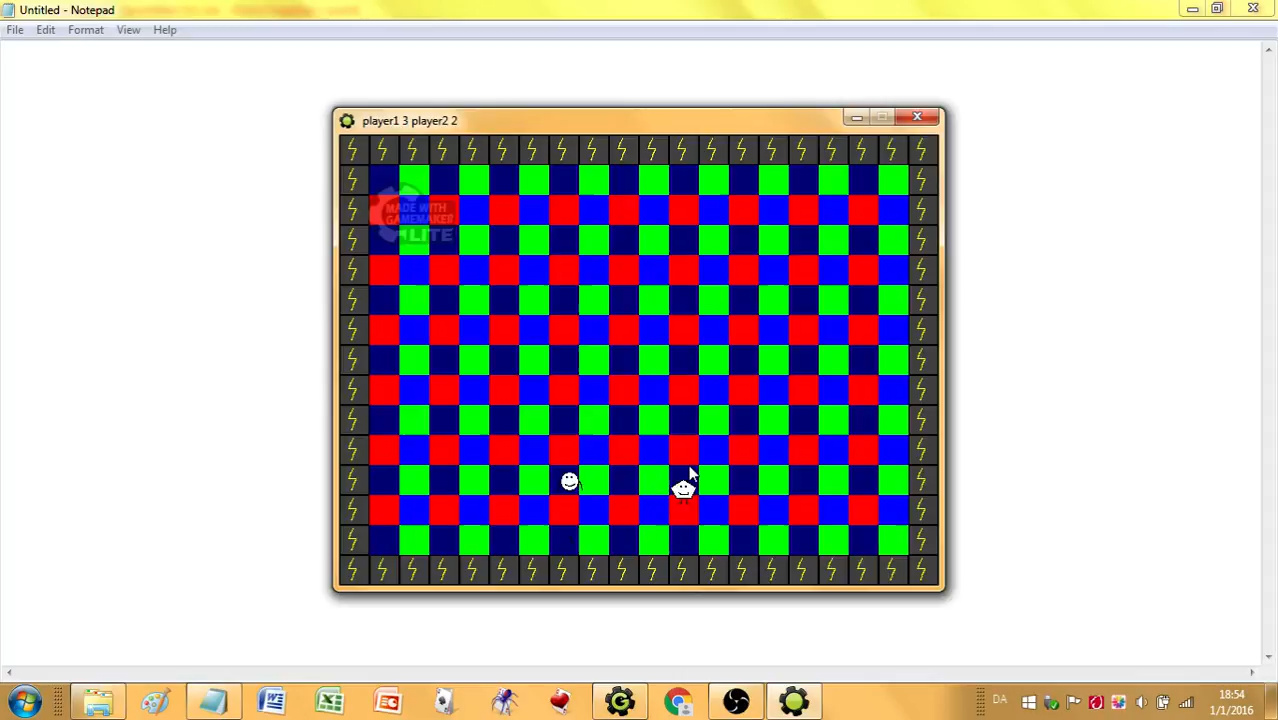 Untitled - Notepad
File Edit Format View Help
player1 3 player2 2
MADE WITH
GAMEMAKER
LITE
DA
18:54
1/1/2016